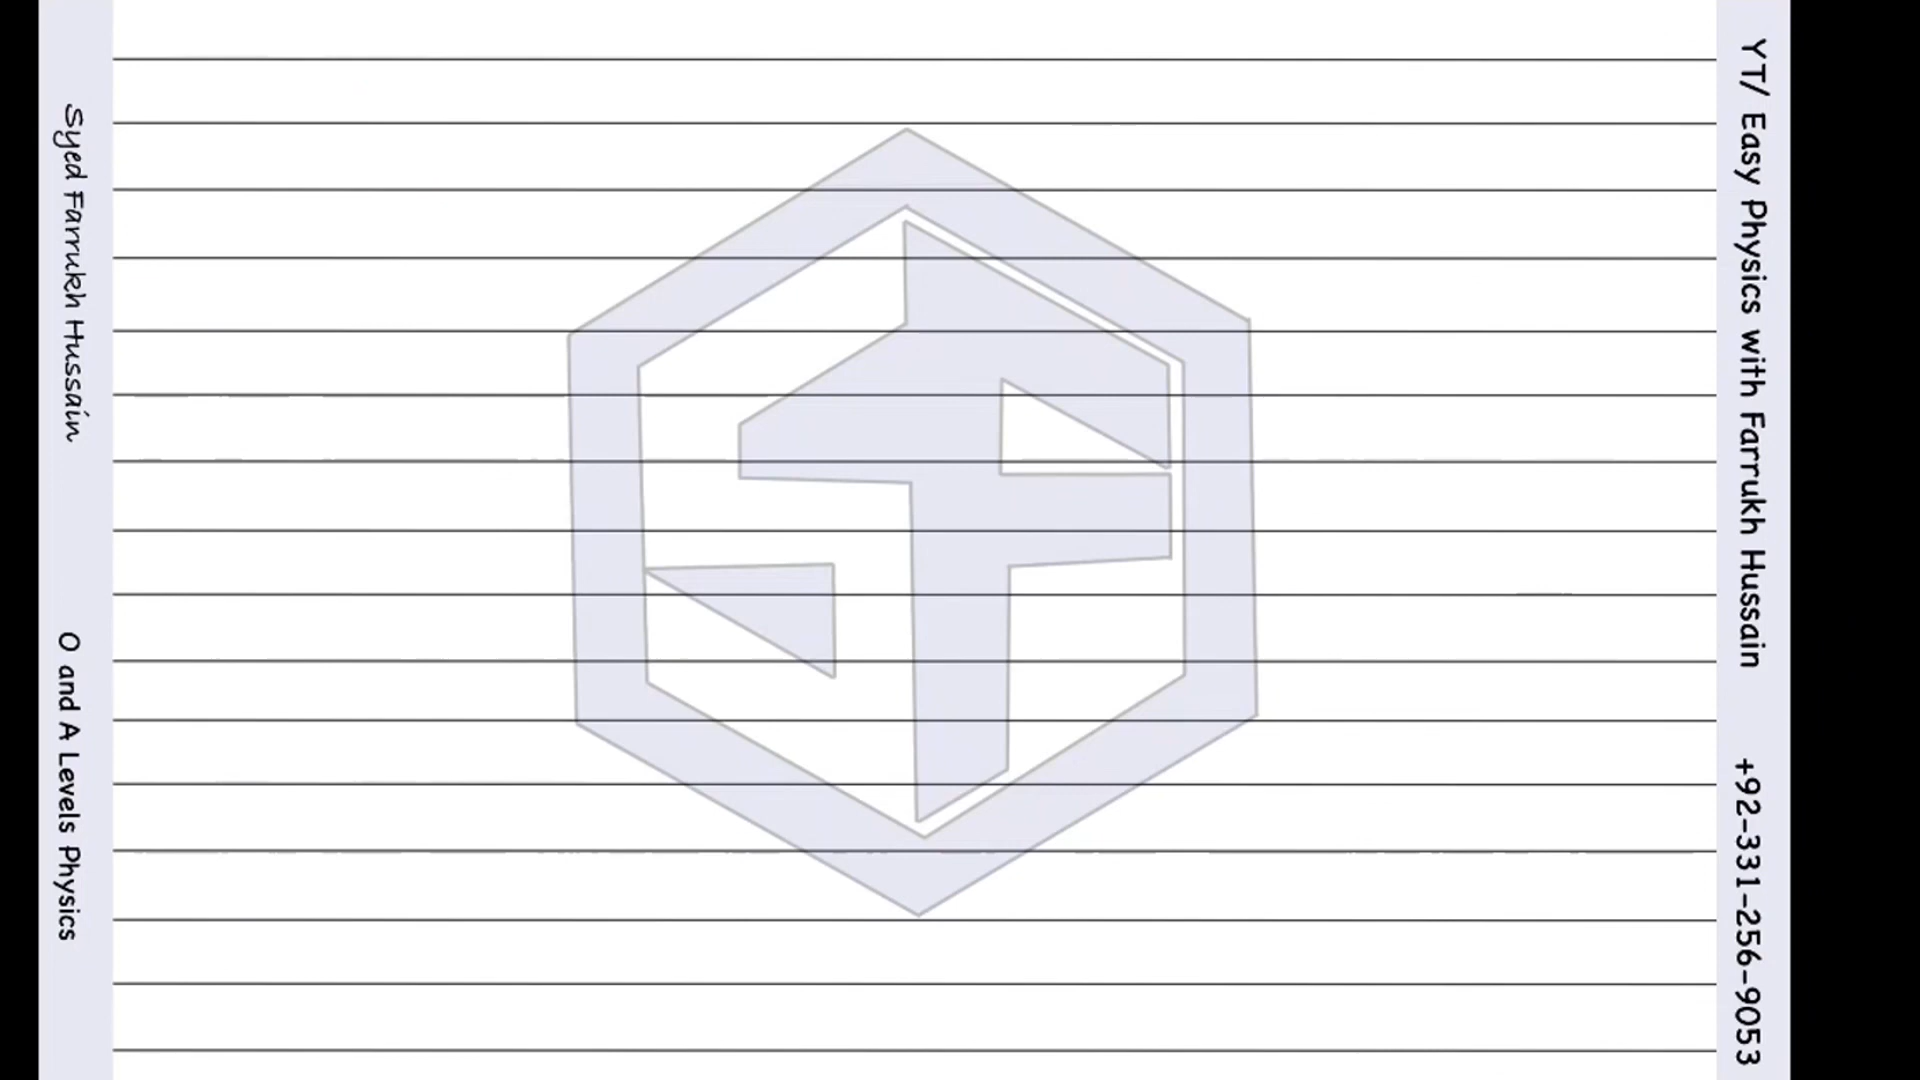 Syed Farrukh Hussain
O and A Levels Physics
YT/ Easy Physics with Farrukh Hussain
+92-331-256-9053